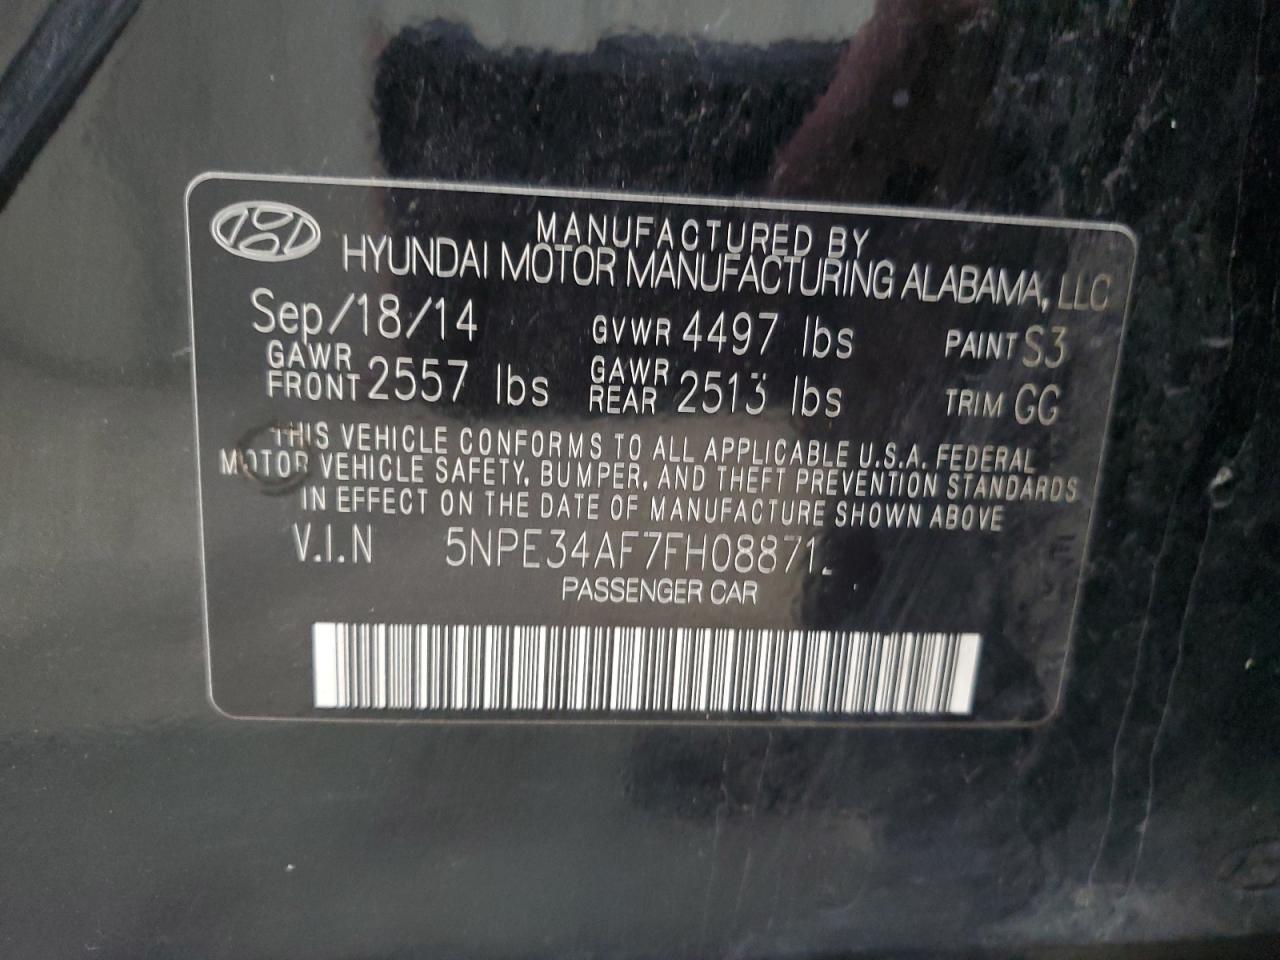 MANUFACTURED BY
HYUNDAI MOTOR MANUFACTURING ALABAMA, LLC
Sep/18/14 GVWR 4497 lbs PAINT S3
GAWR FRONT 2557 lbs GAWR REAR 2513 lbs TRIM GG
THIS VEHICLE CONFORMS TO ALL APPLICABLE U.S.A. FEDERAL
MOTOR VEHICLE SAFETY, BUMPER, AND THEFT PREVENTION STANDARDS
IN EFFECT ON THE DATE OF MANUFACTURE SHOWN ABOVE
V.I.N
PASSENGER CAR